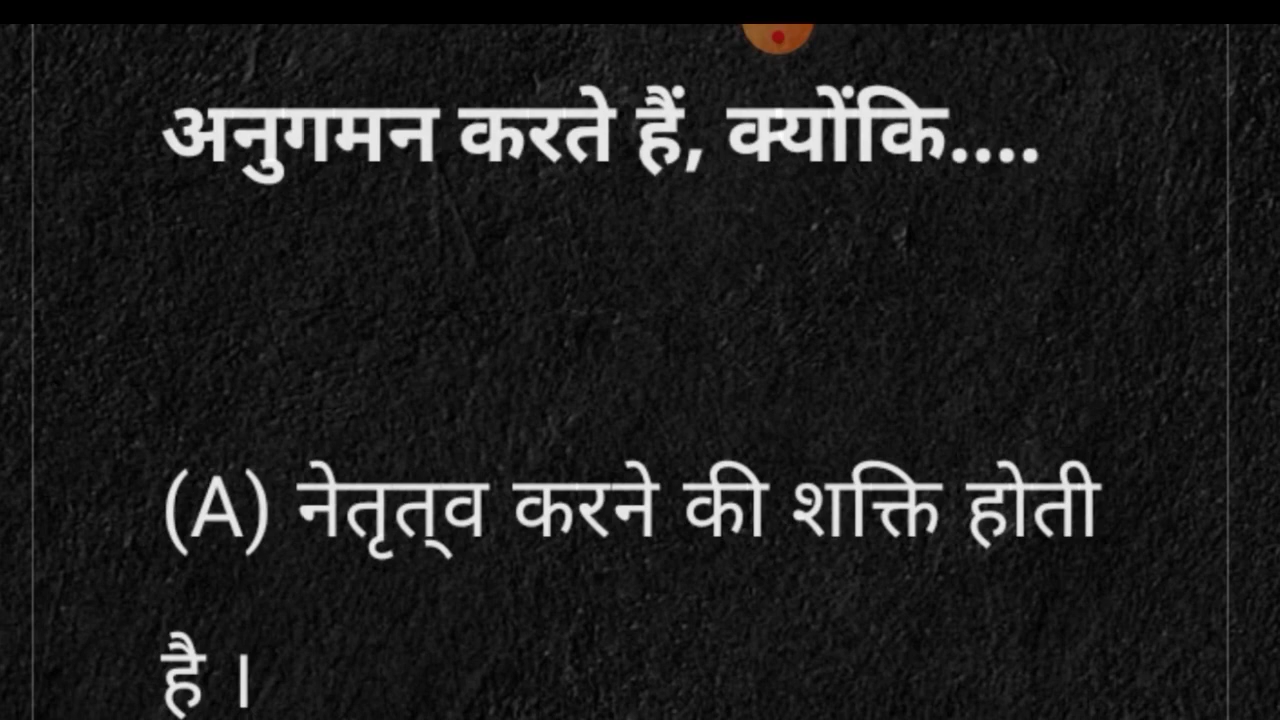 अनुगमन करते हैं, क्योंकि....
(A) नेतृत्व करने की शक्ति होती
है ।